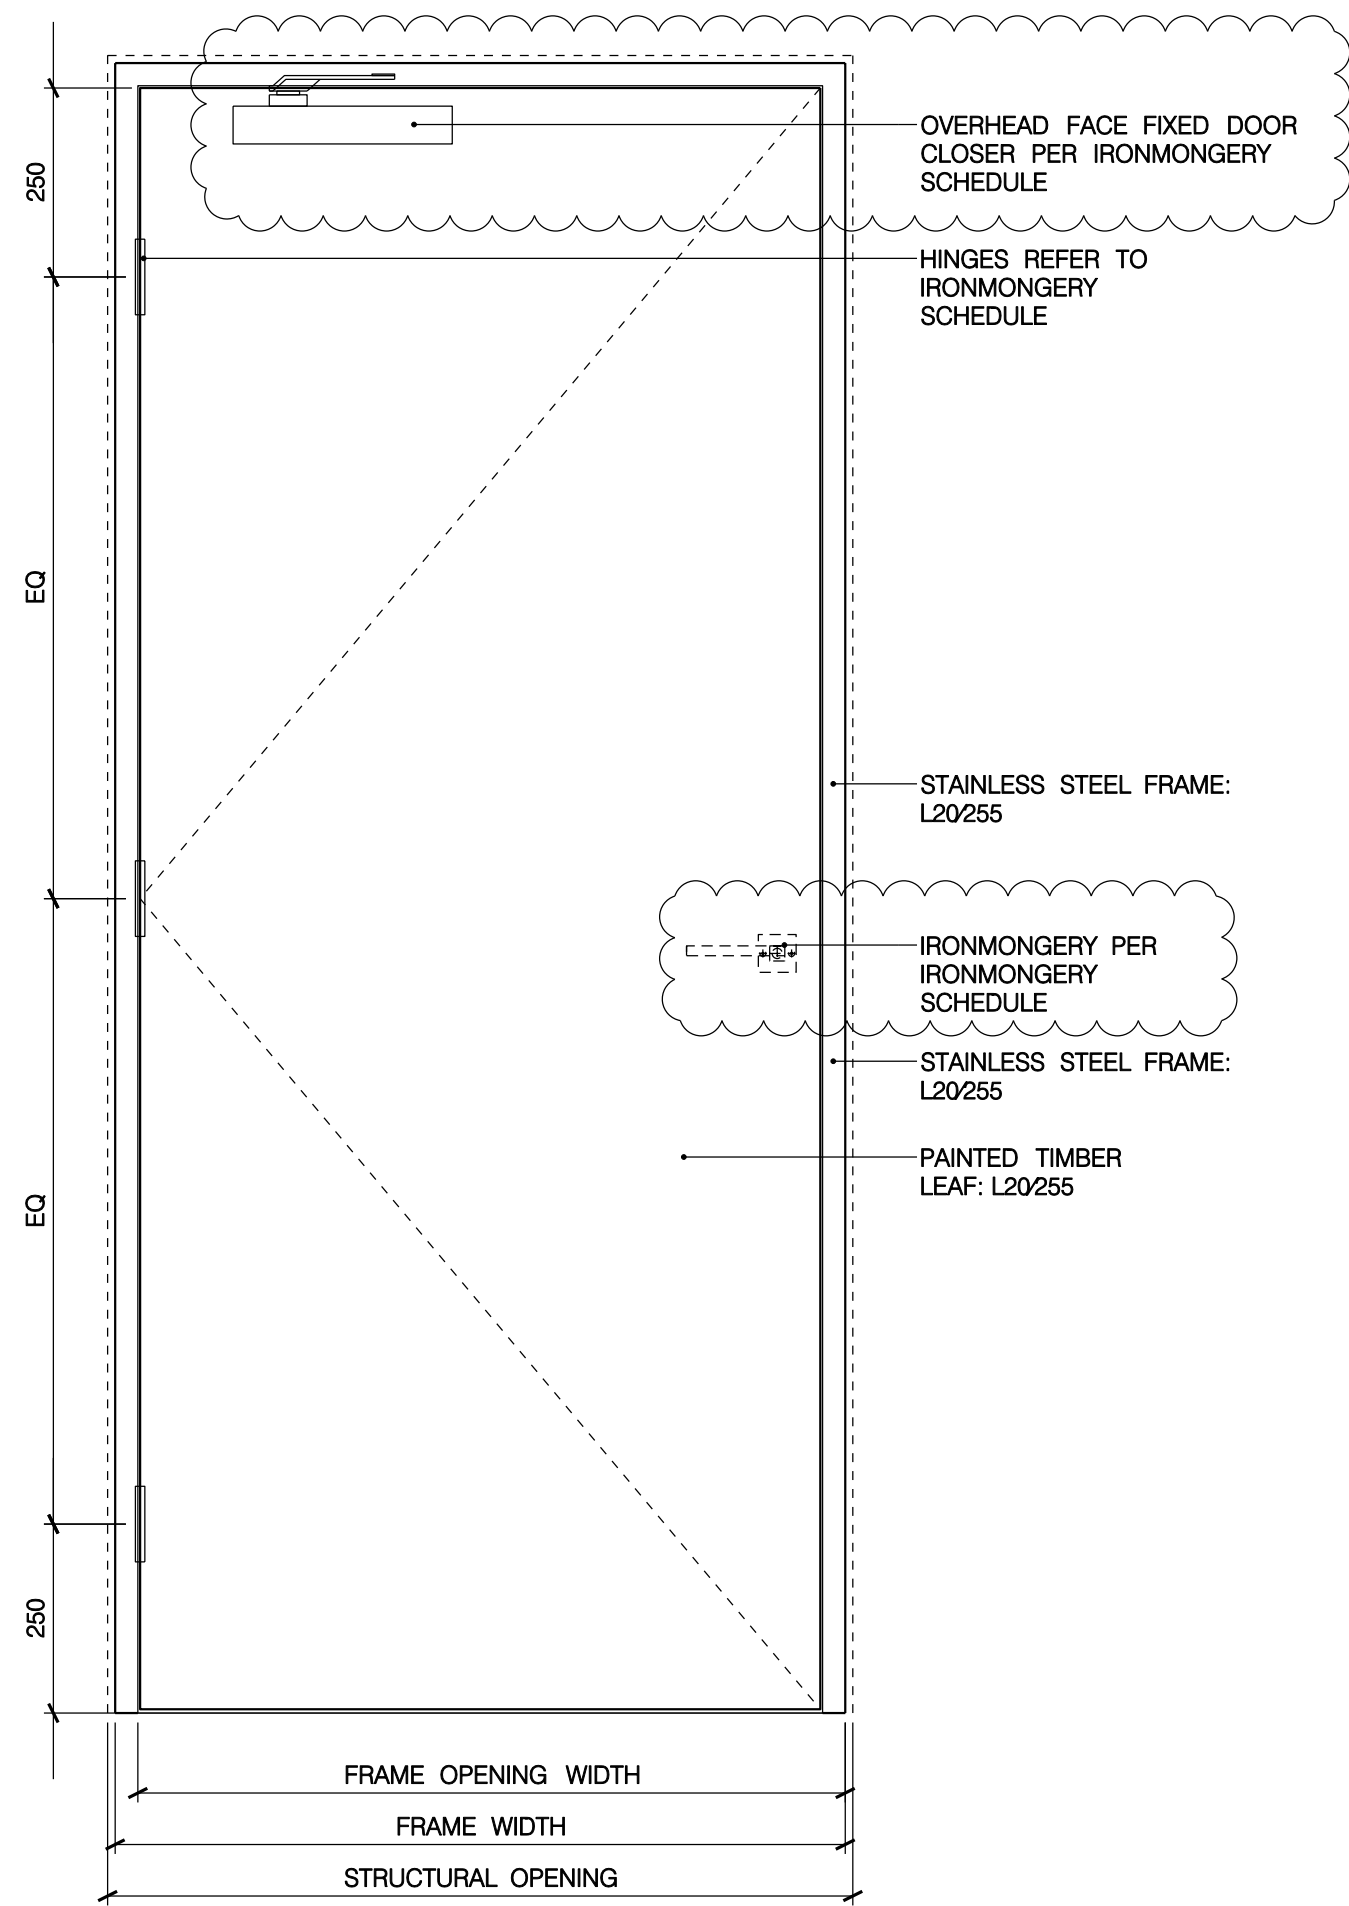 OVERHEAD FACE FIXED DOOR
CLOSER PER IRONMONGERY
SCHEDULE
250
HINGES REFER TO
IRONMONGERY
SCHEDULE
EQ
STAINLESS STEEL FRAME:
L20/255
IRONMONGERY PER
IRONMONGERY
SCHEDULE
STAINLESS STEEL FRAME:
L20/255
PAINTED TIMBER
LEAF: L20/255
EQ
250
FRAME OPENING WIDTH
FRAME WIDTH
STRUCTURAL OPENING